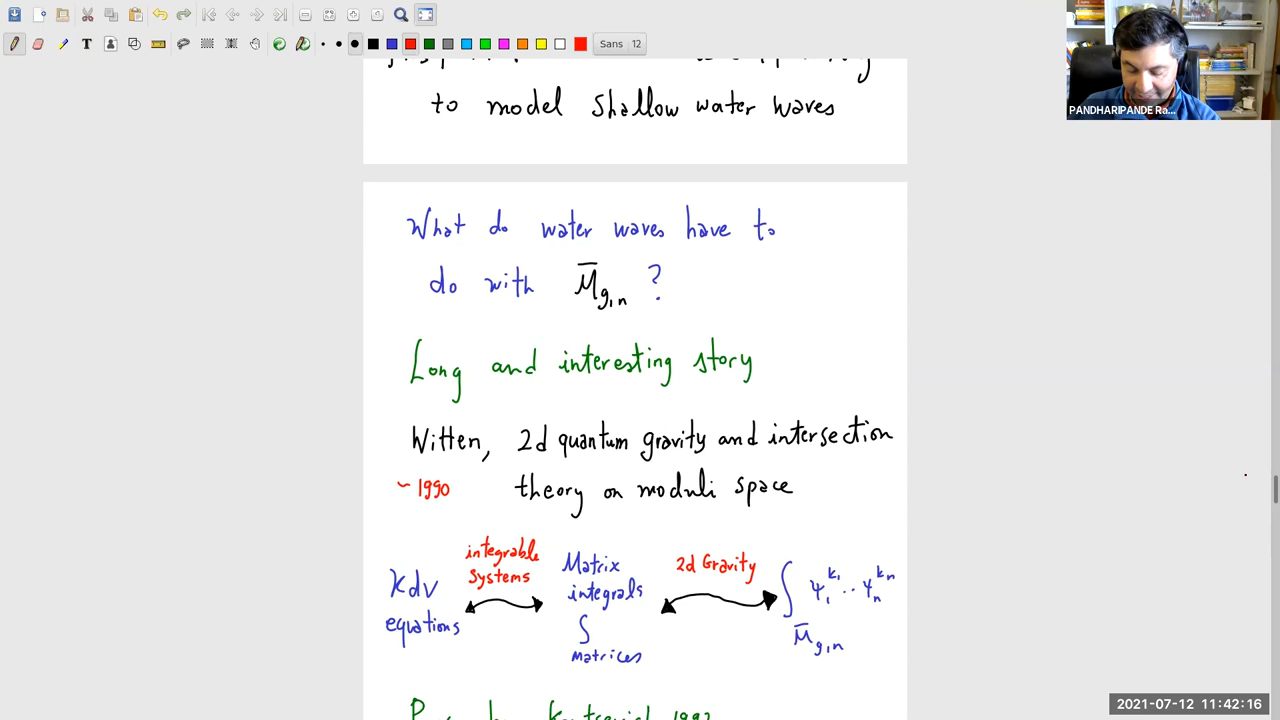 Sans 12
PANDHARIPANDE Ra...
to model shallow water waves
What do water waves have to
do with M̄g,n ?
Long and interesting story
Witten, 2d quantum gravity and intersection
~ 1990 theory on moduli space
integrable
systems
Matrix
integrals
∫
matrices
2d Gravity
Kdv
equations
∫ ψ₁^k₁ ·· ψₙ^kₙ
M̄g,n
1992
2021-07-12 11:42:16